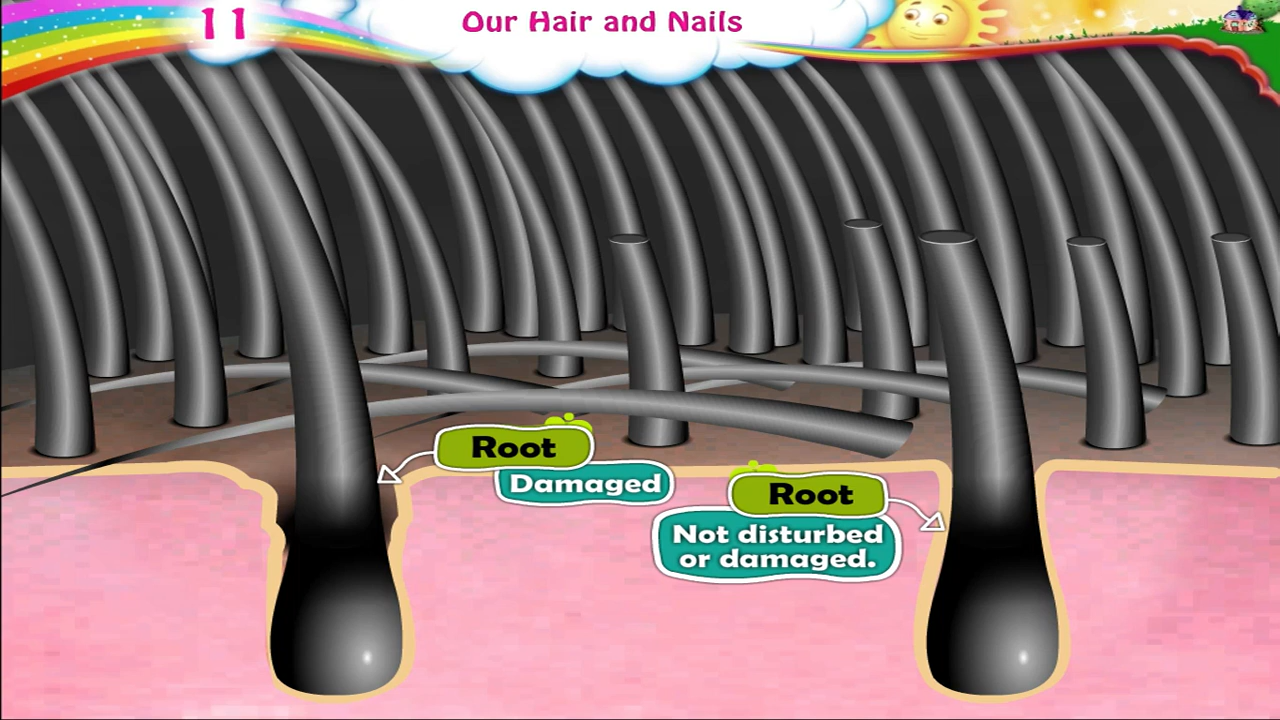 11
Our Hair and Nails
Root
Damaged
Root
Not disturbed
or damaged.